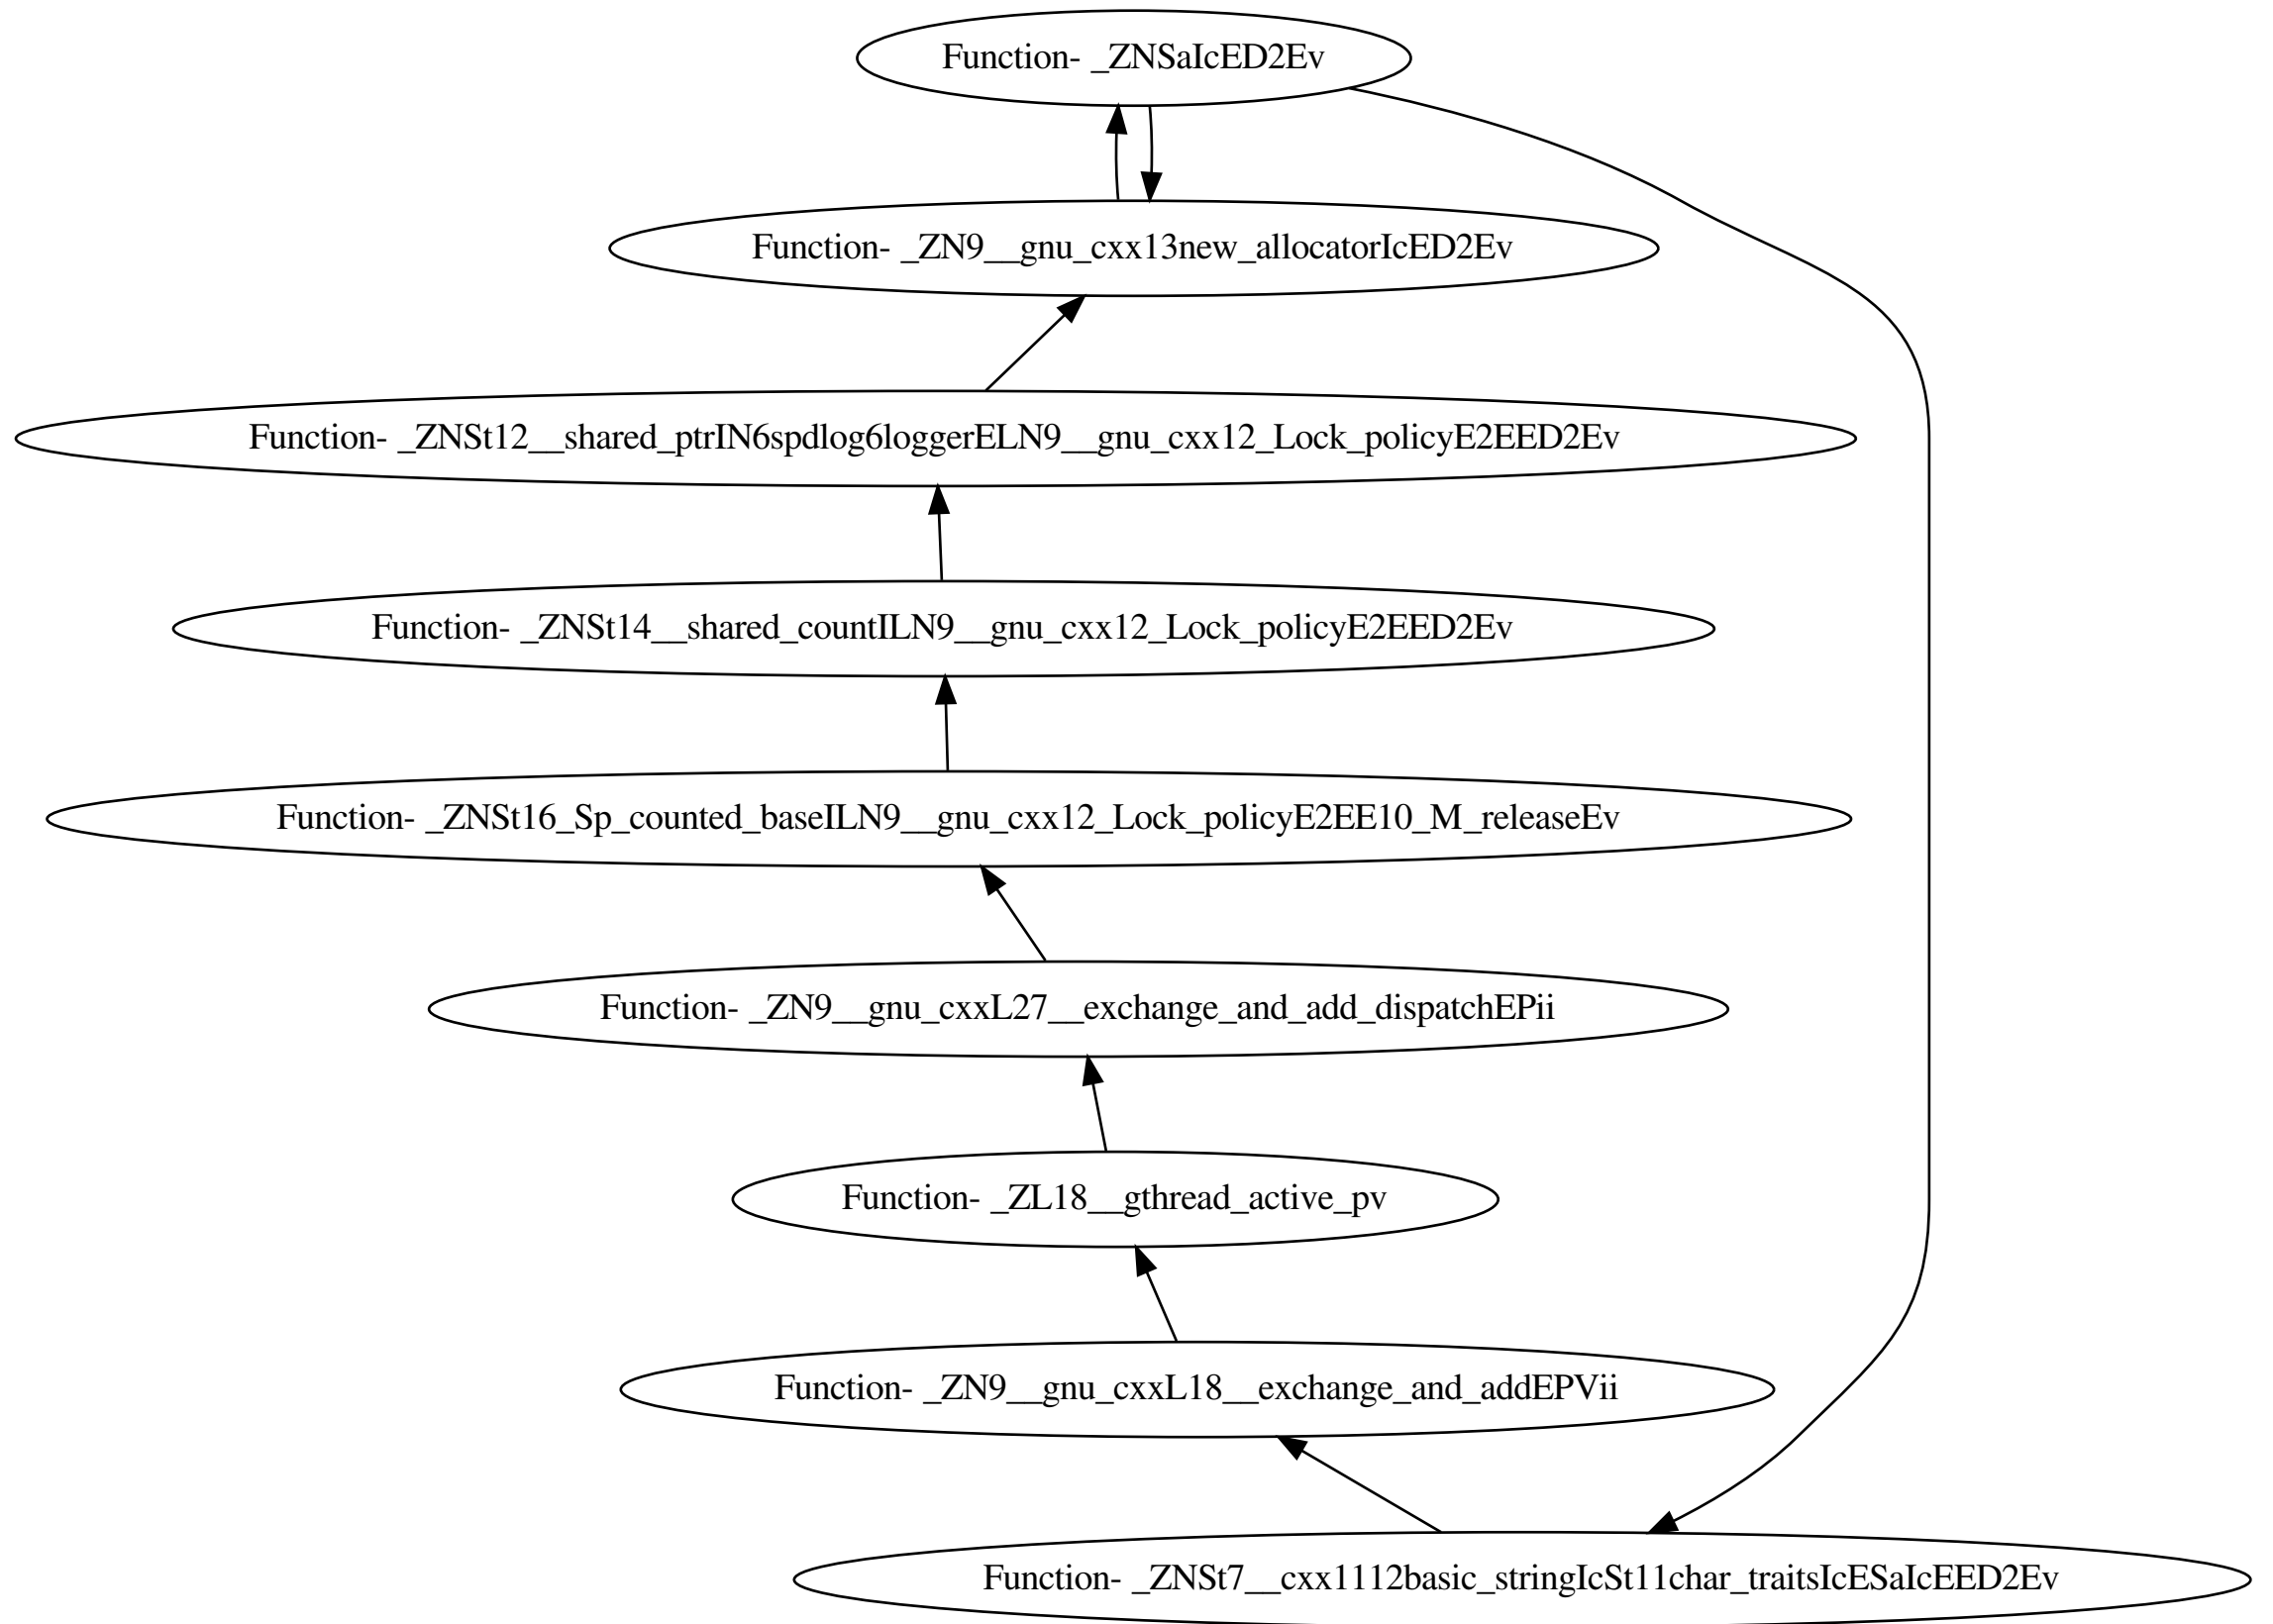 Function- _ZNSaIcED2Ev
Function- _ZN9__gnu_cxx13new_allocatorIcED2Ev
Function- _ZNSt12__shared_ptrIN6spdlog6loggerELN9__gnu_cxx12_Lock_policyE2EED2Ev
Function- _ZNSt14__shared_countILN9__gnu_cxx12_Lock_policyE2EED2Ev
Function- _ZNSt16_Sp_counted_baseILN9__gnu_cxx12_Lock_policyE2EE10_M_releaseEv
Function- _ZN9__gnu_cxxL27__exchange_and_add_dispatchEPii
Function- _ZL18__gthread_active_pv
Function- _ZN9__gnu_cxxL18__exchange_and_addEPVii
Function- _ZNSt7__cxx1112basic_stringIcSt11char_traitsIcESaIcEED2Ev